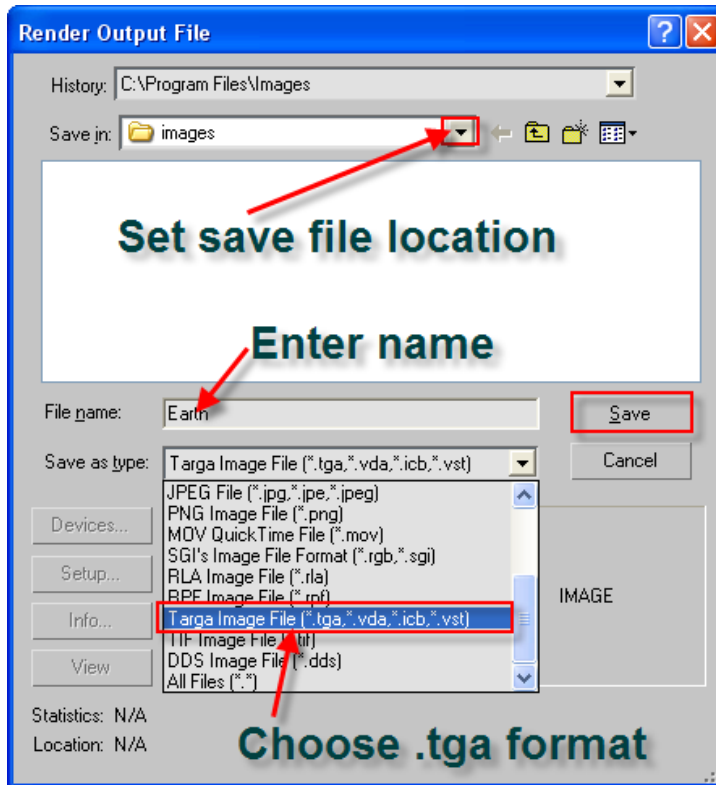 Render Output File
History: C:\Program Files\Images
Save in: images
Set save file location
Enter name
File name: Earth
Save
Save as type: Targa Image File (*.tga,*.vda,*.icb,*.vst)
Cancel
JPEG File (*.jpg,*.jpe,*.jpeg)
PNG Image File (*.png)
MOV QuickTime File (*.mov)
SGI's Image File Format (*.rgb,*.sgi)
RLA Image File (*.rla)
RPF Image File (*.rpf)
Targa Image File (*.tga,*.vda,*.icb,*.vst)
TIF Image File (*.tif)
DDS Image File (*.dds)
All Files (*.*)
Devices...
Setup...
Info...
View
IMAGE
Statistics: N/A
Location: N/A
Choose .tga format